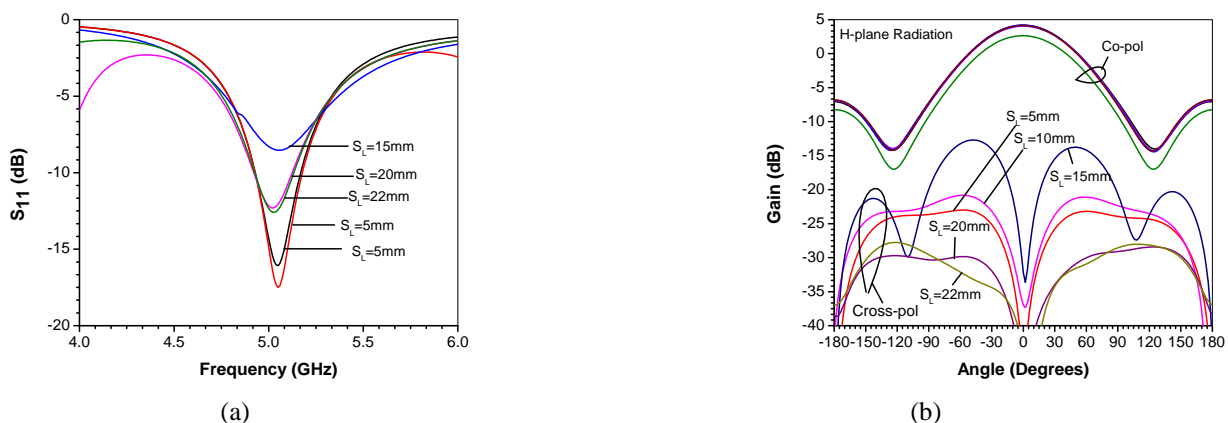 (a)
0
-5
-10
-15
-20
S11 (dB)
4.0 4.5 5.0 5.5 6.0
Frequency (GHz)
SL=15mm
SL=20mm
SL=22mm
SL=5mm
SL=5mm
(a)
(b)
5
0
-5
-10
-15
-20
-25
-30
-35
-40
Gain (dB)
-180 -150 -120 -90 -60 -30 0 30 60 90 120 150 180
Angle (Degrees)
H-plane Radiation
Co-pol
SL=5mm
SL=10mm
SL=15mm
SL=20mm
SL=22mm
Cross-pol
(b)